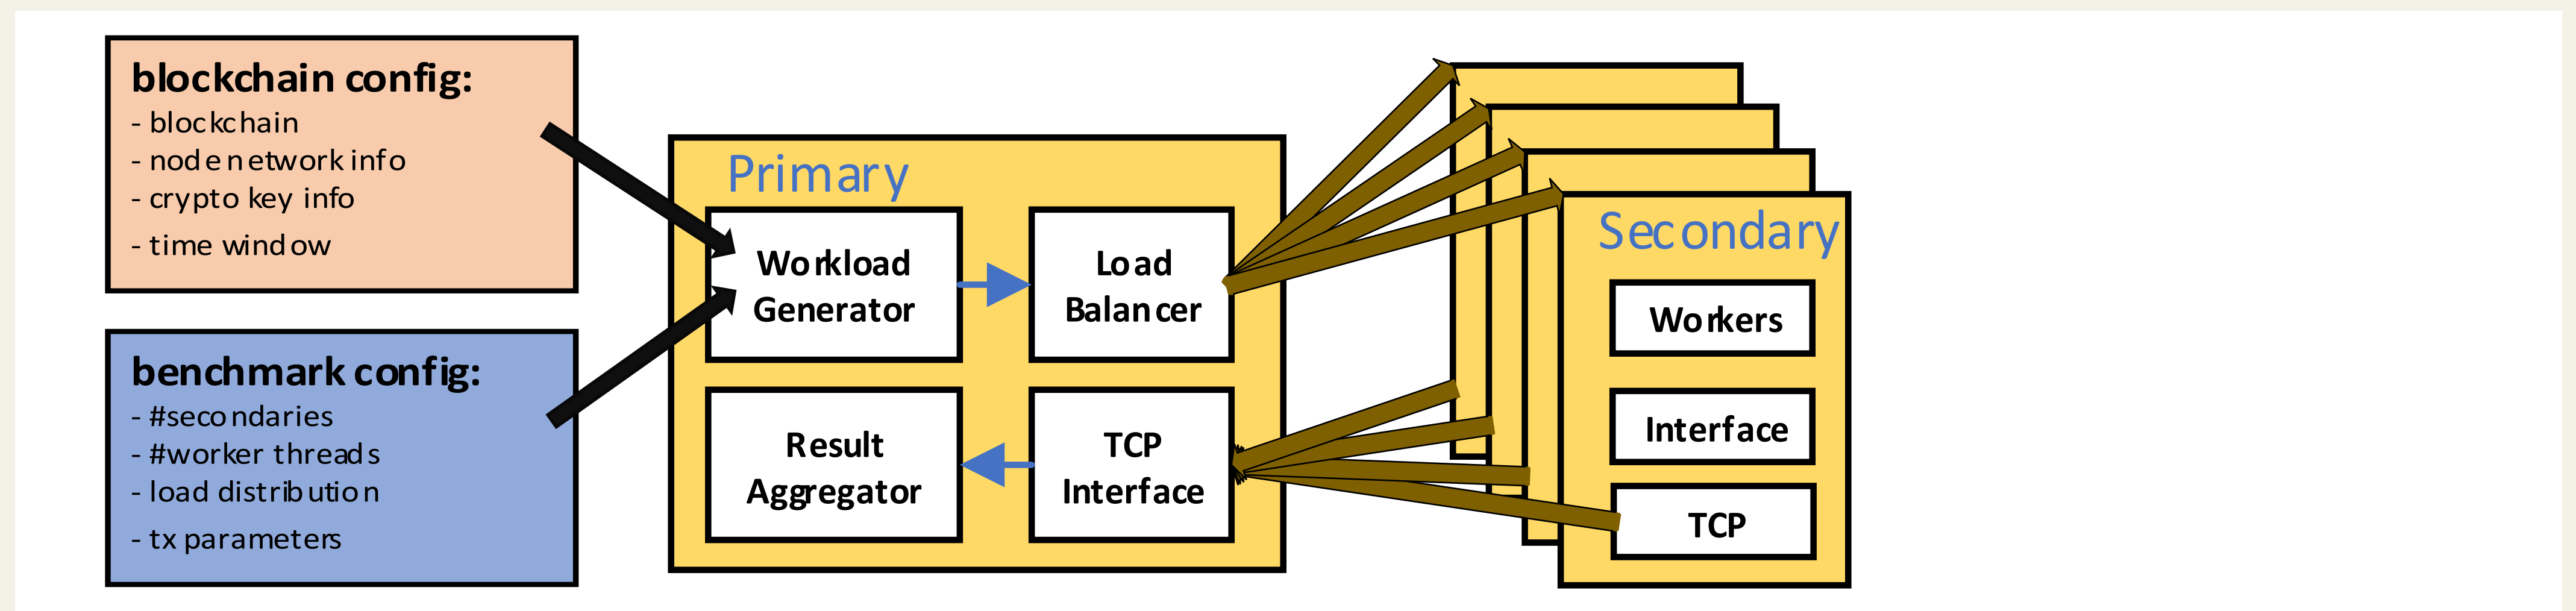 blockchain config:
- blockchain
- node network info
- crypto key info
- time window
benchmark config:
- #secondaries
- #worker threads
- load distribution
- tx parameters
Primary
Workload
Generator
Load
Balancer
Result
Aggregator
TCP
Interface
Secondary
Workers
Interface
TCP